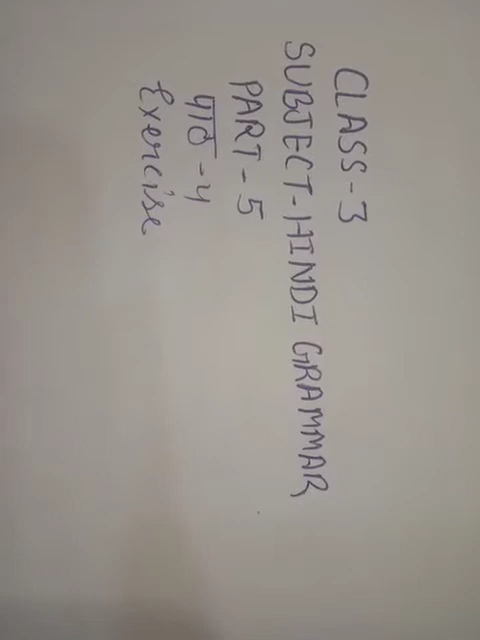 CLASS-3
SUBJECT-HINDI GRAMMAR
PART-5
पाठ-4
Exercise